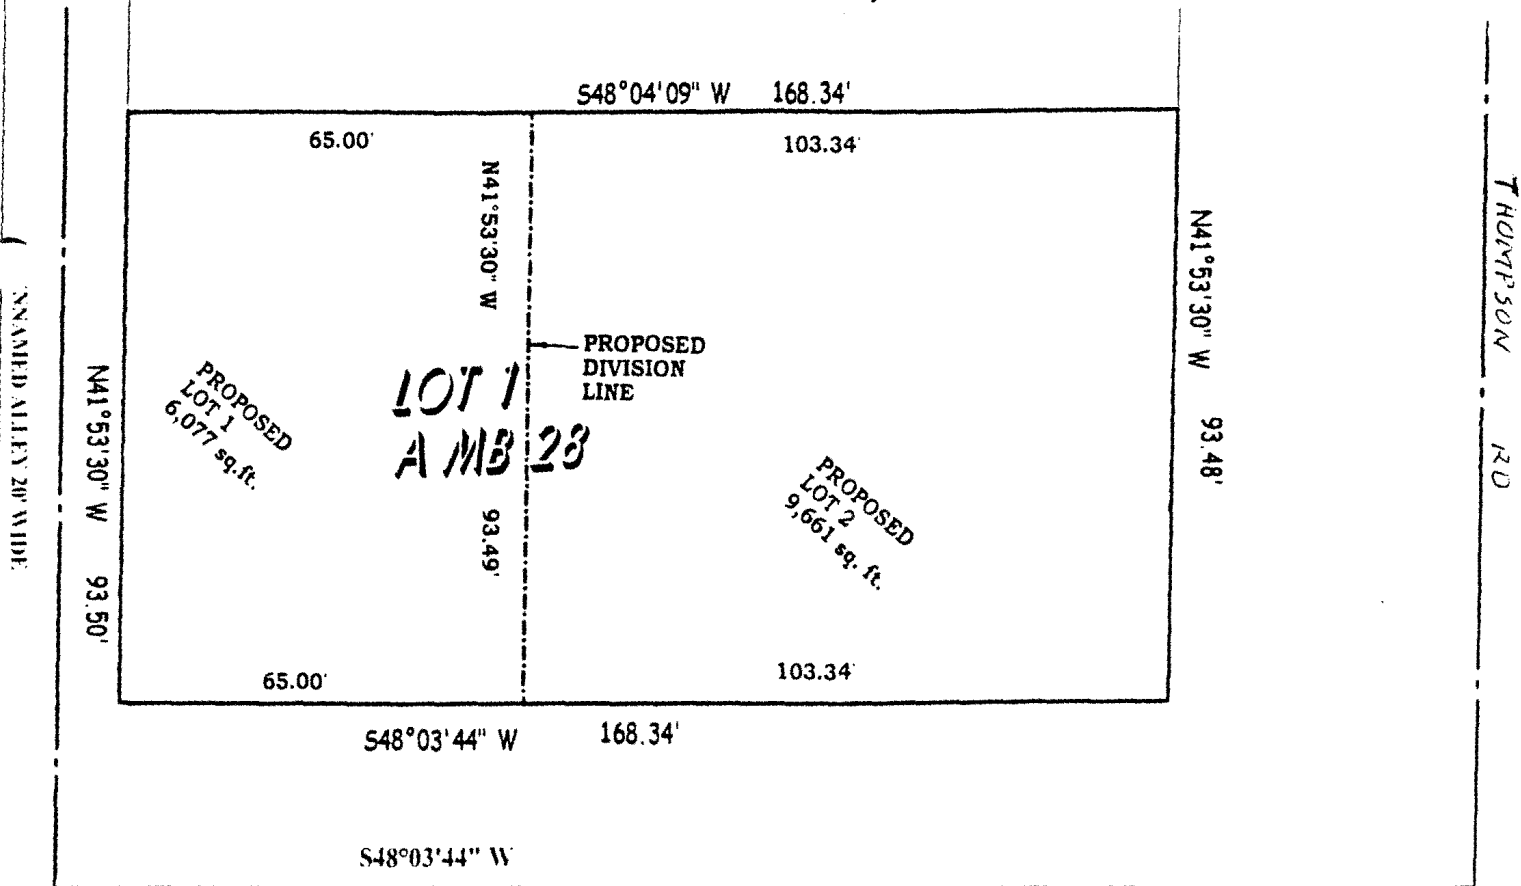 S48°04'09" W 168.34'
65.00'
103.34'
N41°53'30" W
93.49'
PROPOSED
DIVISION
LINE
LOT 1
A MB 28
PROPOSED
LOT 1
6,077 sq.ft.
PROPOSED
LOT 2
9,661 sq. ft.
N41°53'30" W 93.50'
N41°53'30" W 93.48'
THOMPSON RD
NNAMED ALLEY 20' WIDE
65.00'
103.34'
S48°03'44" W 168.34'
S48°03'44" W